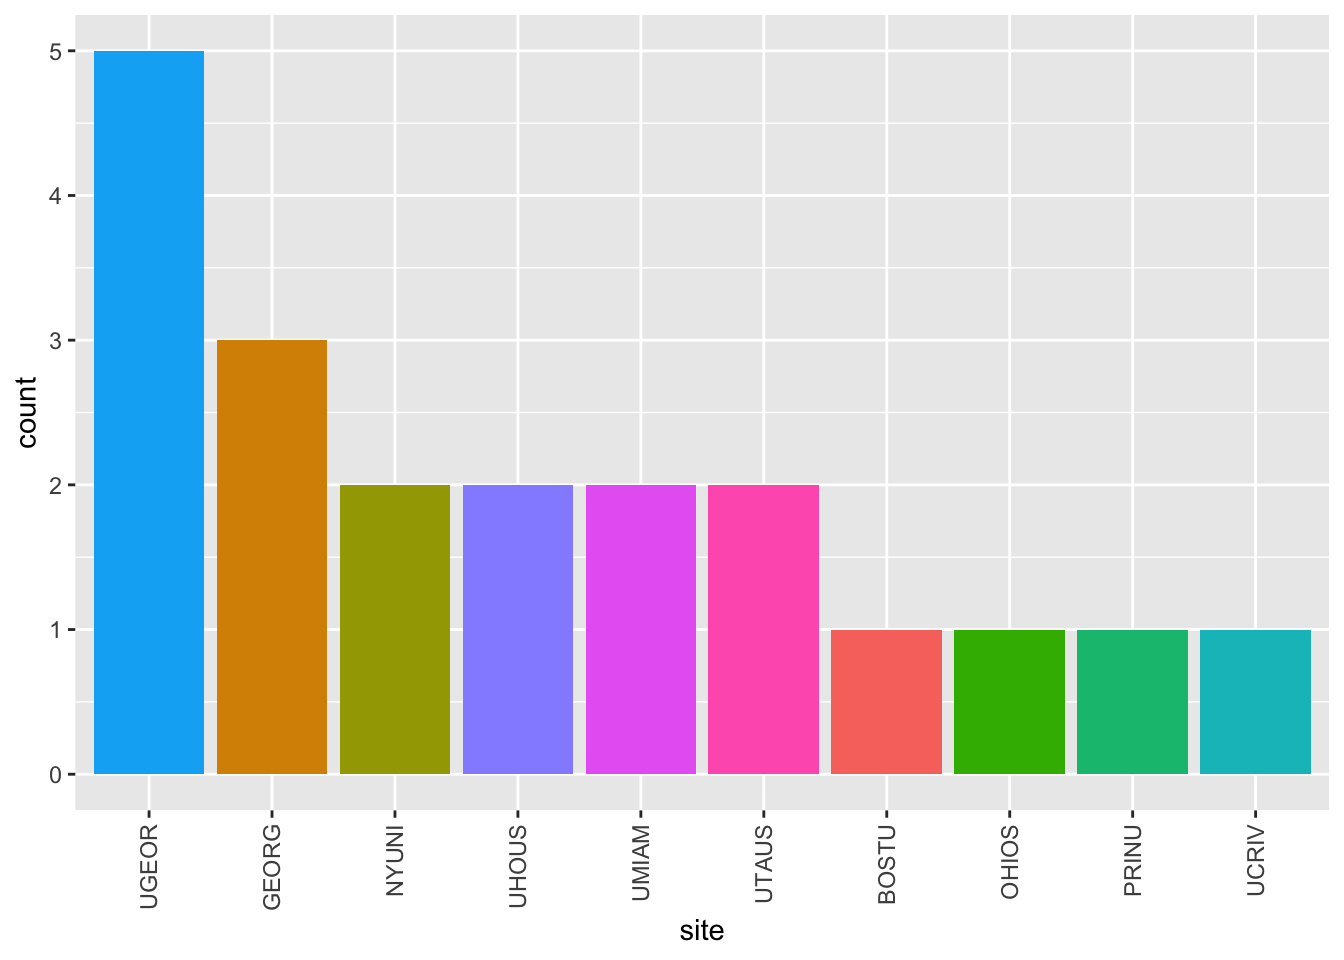 5
4
3
2
1
0
count
UGEOR
GEORG
NYUNI
UHOUS
UMIAM
UTAUS
BOSTU
OHIOS
PRINU
UCRIV
site